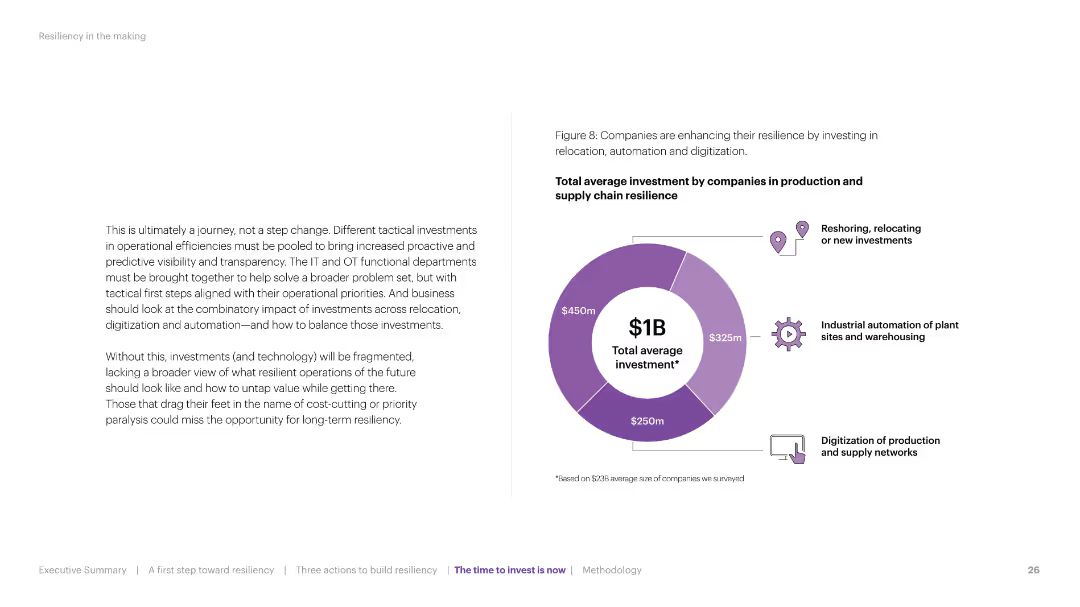 Resiliency in the making
This is ultimately a journey, not a step change. Different tactical investments
in operational efficiencies must be pooled to bring increased proactive and
predictive visibility and transparency. The IT and OT functional departments
must be brought together to help solve a broader problem set, but with
tactical first steps aligned with their operational priorities. And business
should look at the combinatory impact of investments across relocation,
digitization and automation—and how to balance those investments.
Without this, investments (and technology) will be fragmented,
lacking a broader view of what resilient operations of the future
should look like and how to untap value while getting there.
Those that drag their feet in the name of cost-cutting or priority
paralysis could miss the opportunity for long-term resiliency.
Figure 8: Companies are enhancing their resilience by investing in
relocation, automation and digitization.
Total average investment by companies in production and
supply chain resilience
$450m
$325m
$250m
$1B
Total average
investment*
Reshoring, relocating
or new investments
Industrial automation of plant
sites and warehousing
Digitization of production
and supply networks
*Based on $23B average size of companies we surveyed
Executive Summary | A first step toward resiliency | Three actions to build resiliency | The time to invest is now | Methodology
26